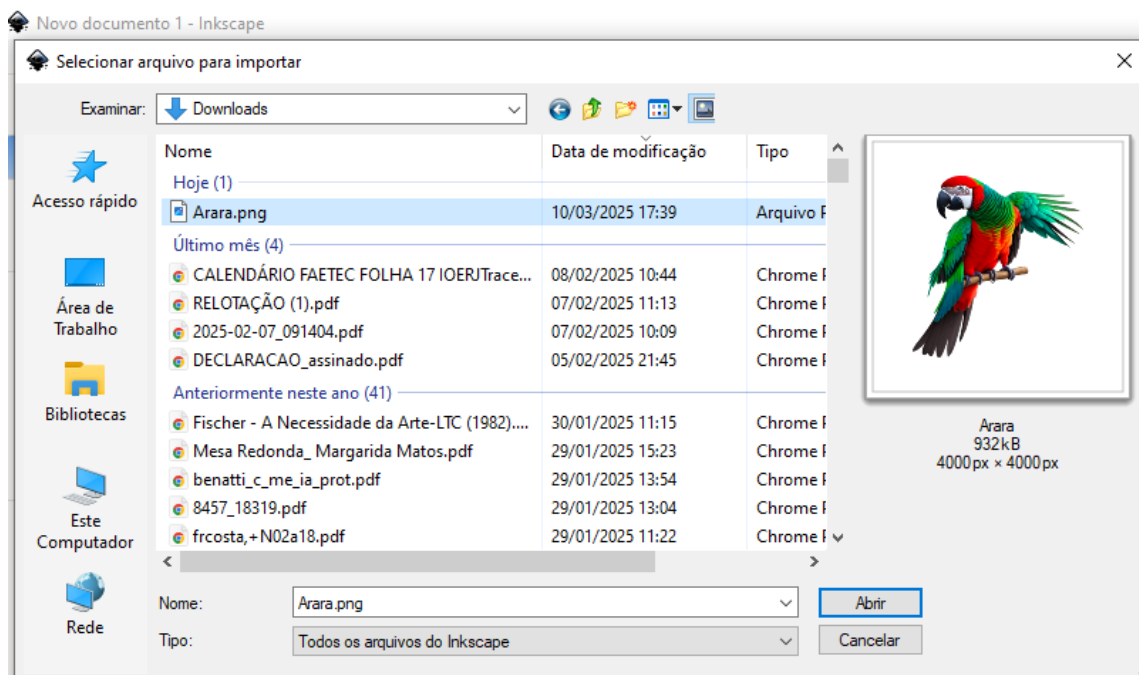 Novo documento 1 - Inkscape
Selecionar arquivo para importar
Examinar: Downloads
Nome Data de modificação Tipo
Hoje (1)
Arara.png 10/03/2025 17:39 Arquivo F
Último mês (4)
CALENDÁRIO FAETEC FOLHA 17 IOERJTrace... 08/02/2025 10:44 Chrome F
RELOTAÇÃO (1).pdf 07/02/2025 11:13 Chrome F
2025-02-07_091404.pdf 07/02/2025 10:09 Chrome F
DECLARACAO_assinado.pdf 05/02/2025 21:45 Chrome F
Anteriormente neste ano (41)
Fischer - A Necessidade da Arte-LTC (1982).... 30/01/2025 11:15 Chrome F
Mesa Redonda_ Margarida Matos.pdf 29/01/2025 15:23 Chrome F
benatti_c_me_ia_prot.pdf 29/01/2025 13:54 Chrome F
8457_18319.pdf 29/01/2025 13:04 Chrome F
frcosta,+N02a18.pdf 29/01/2025 11:22 Chrome F
Acesso rápido
Área de
Trabalho
Bibliotecas
Este
Computador
Rede
Arara
932kB
4000px × 4000px
Nome: Arara.png Abrir
Tipo: Todos os arquivos do Inkscape Cancelar